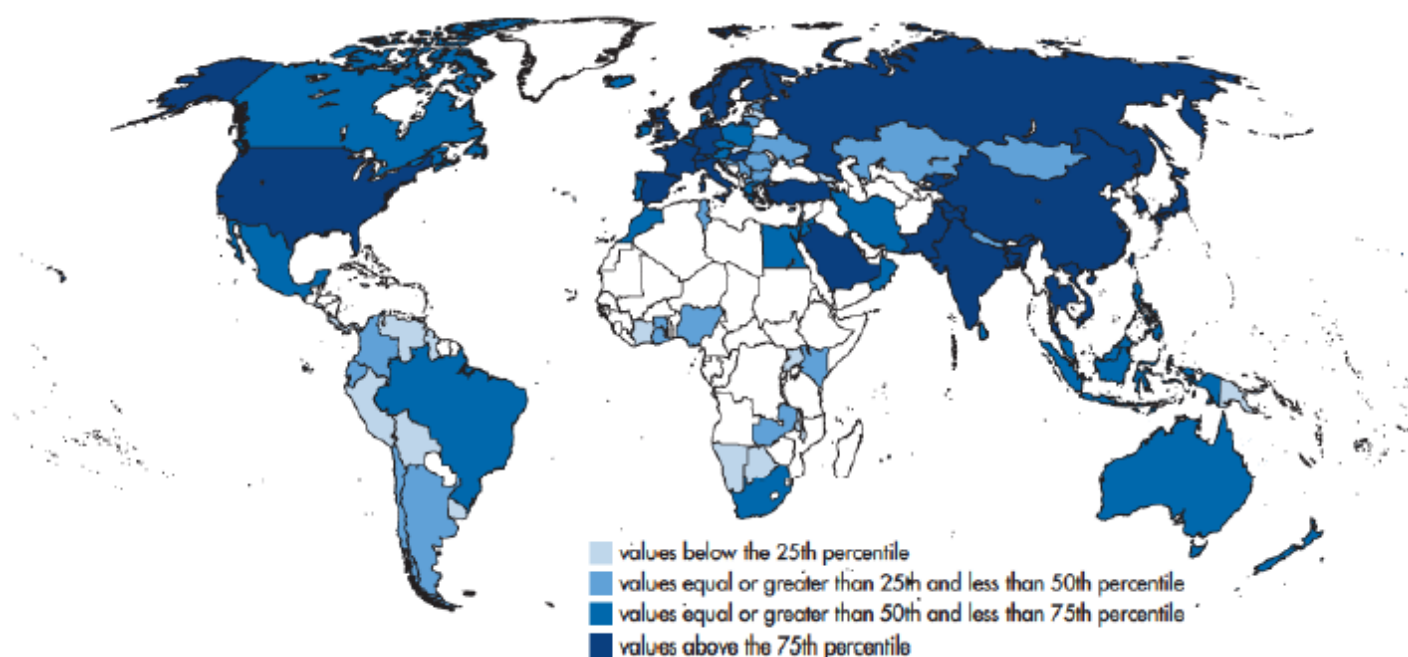 values below the 25th percentile
values equal or greater than 25th and less than 50th percentile
values equal or greater than 50th and less than 75th percentile
values above the 75th percentile